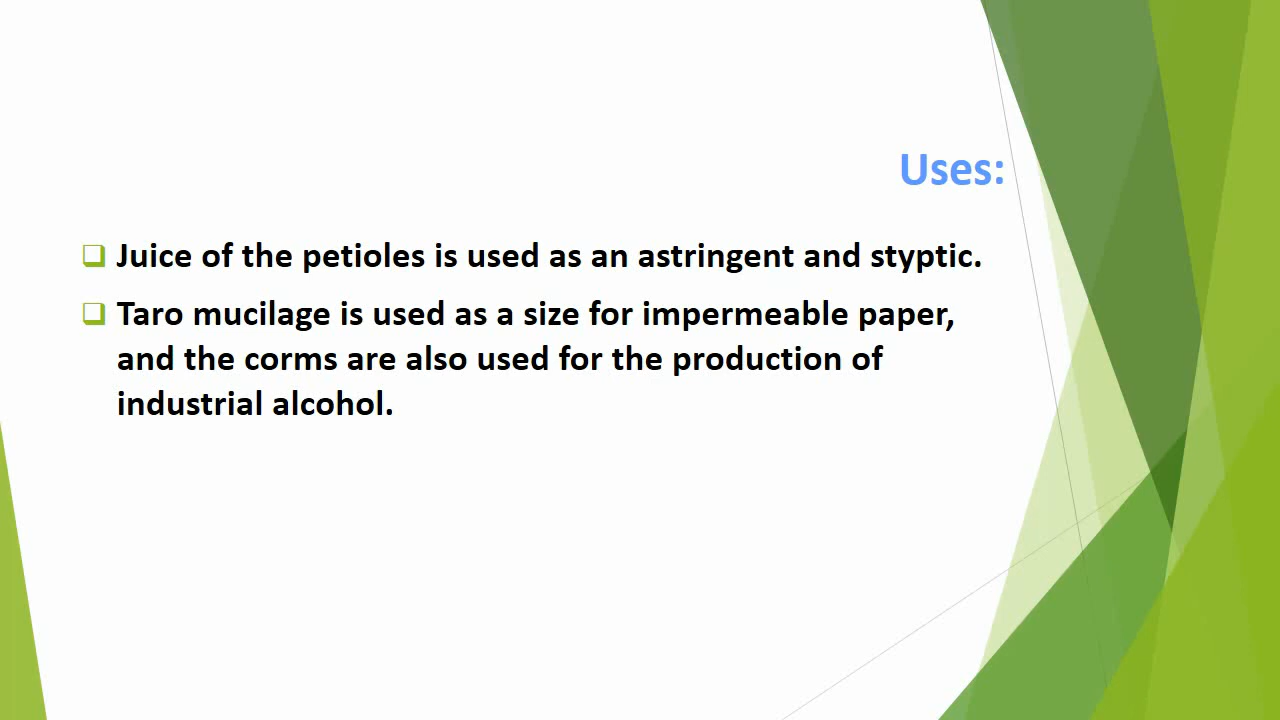 Uses:
Juice of the petioles is used as an astringent and styptic.
Taro mucilage is used as a size for impermeable paper,
and the corms are also used for the production of
industrial alcohol.